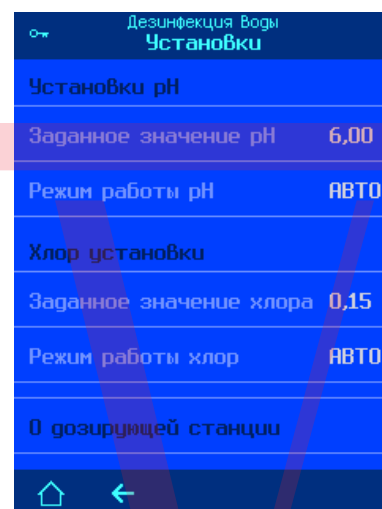 Дезинфекция Воды
Установки
Установки pH
Заданное значение pH 6,00
Режим работы pH АВТО
Хлор установки
Заданное значение хлора 0,15
Режим работы хлор АВТО
О дозирующей станции